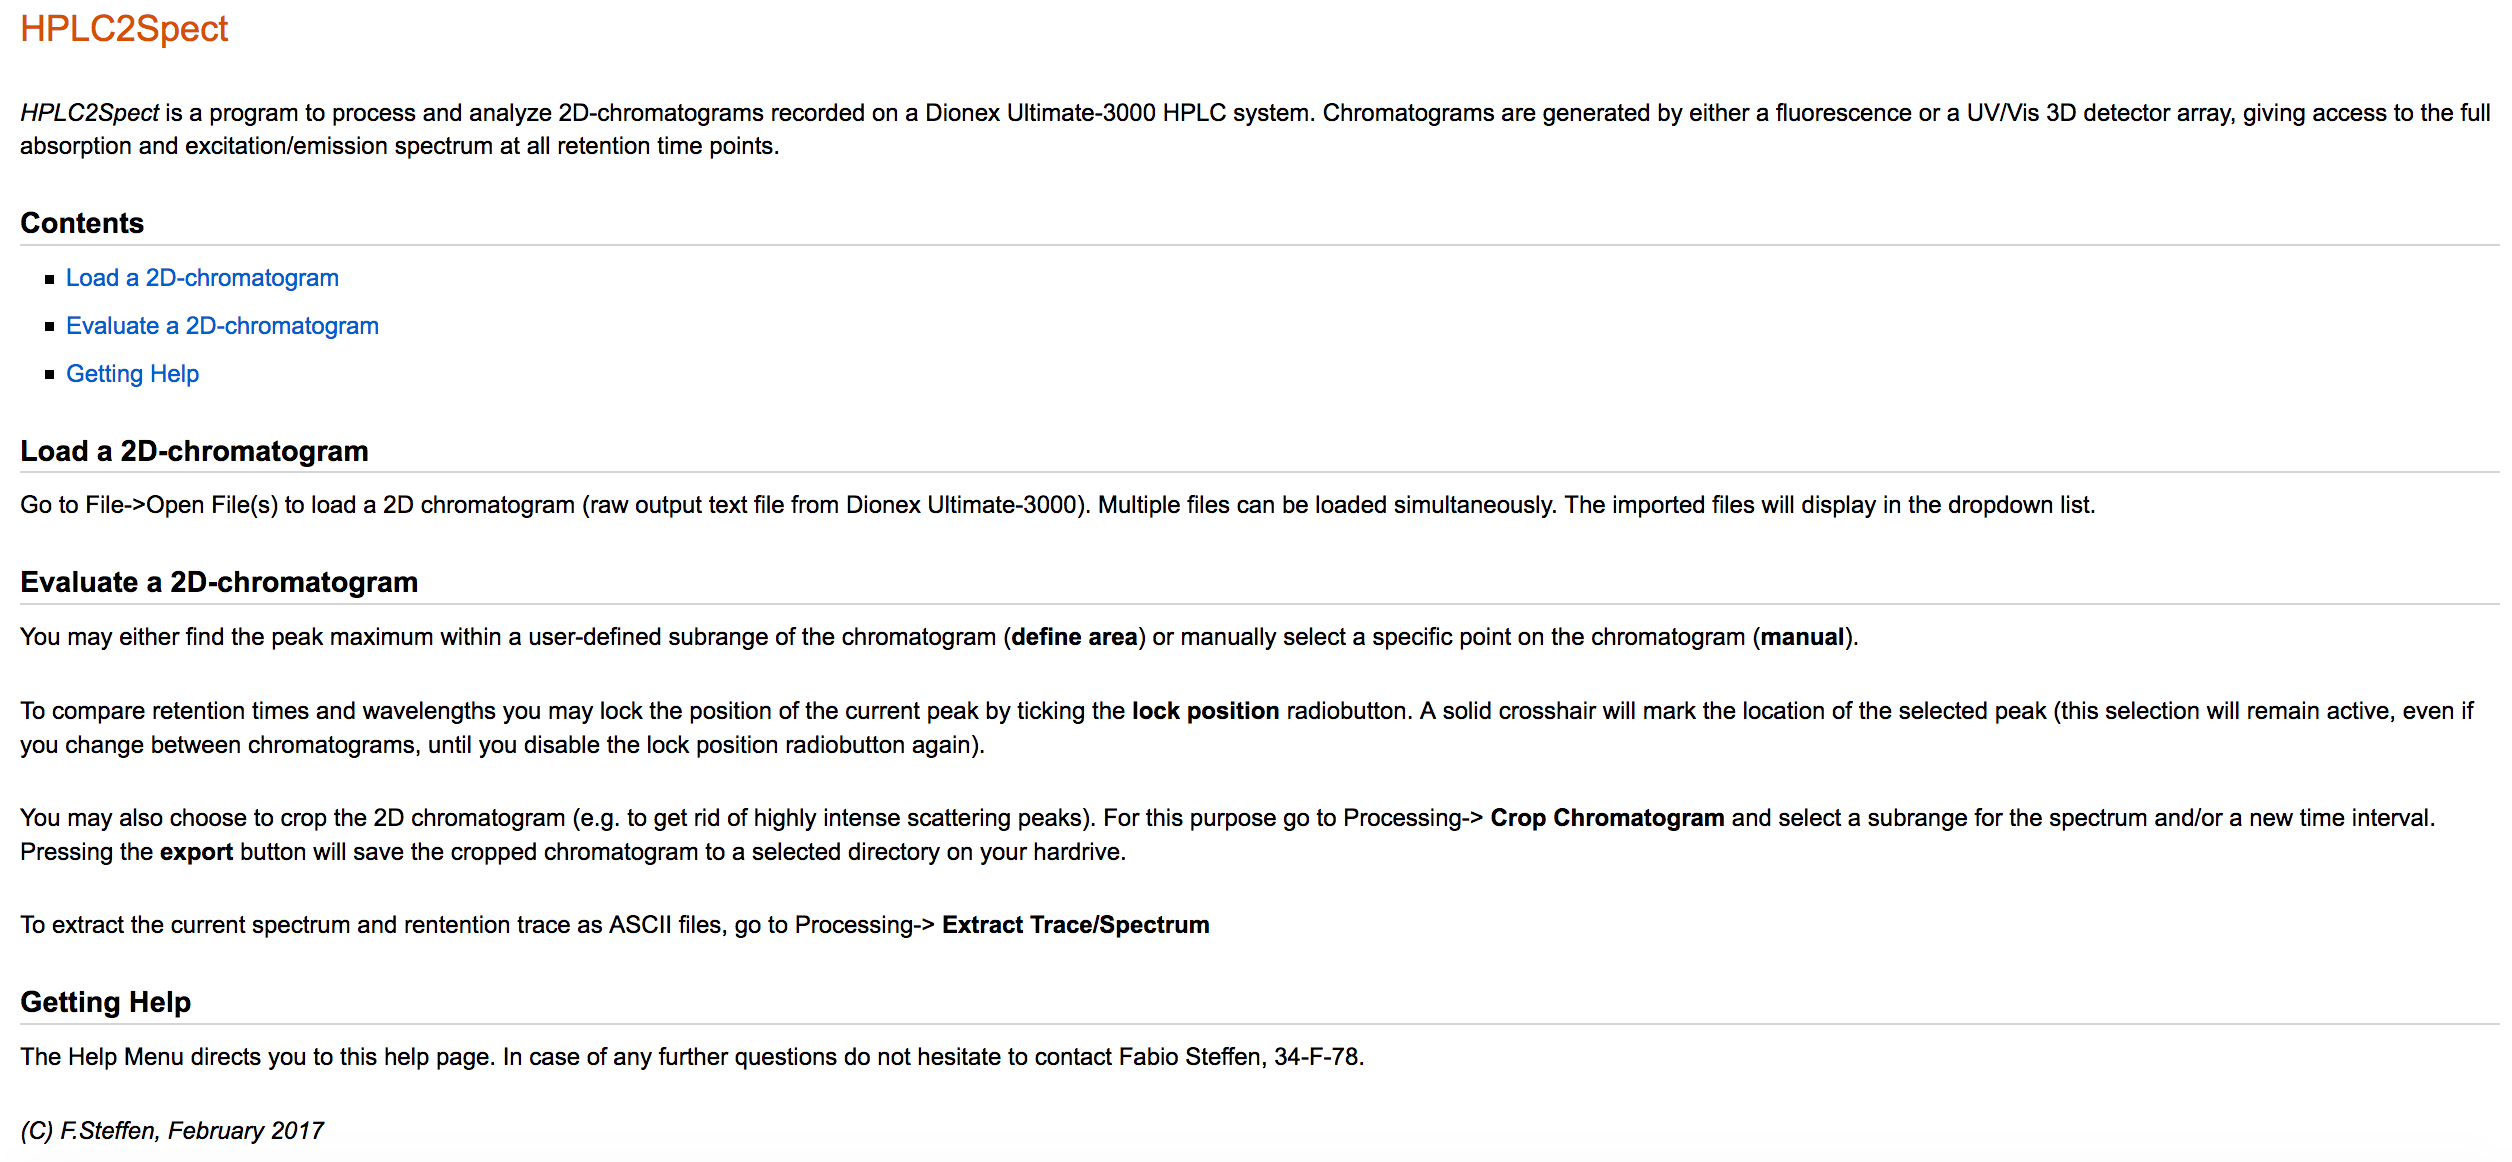 HPLC2Spect
HPLC2Spect is a program to process and analyze 2D-chromatograms recorded on a Dionex Ultimate-3000 HPLC system. Chromatograms are generated by either a fluorescence or a UV/Vis 3D detector array, giving access to the full
absorption and excitation/emission spectrum at all retention time points.
Contents
Load a 2D-chromatogram
Evaluate a 2D-chromatogram
Getting Help
Load a 2D-chromatogram
Go to File->Open File(s) to load a 2D chromatogram (raw output text file from Dionex Ultimate-3000). Multiple files can be loaded simultaneously. The imported files will display in the dropdown list.
Evaluate a 2D-chromatogram
You may either find the peak maximum within a user-defined subrange of the chromatogram (define area) or manually select a specific point on the chromatogram (manual).
To compare retention times and wavelengths you may lock the position of the current peak by ticking the lock position radiobutton. A solid crosshair will mark the location of the selected peak (this selection will remain active, even if
you change between chromatograms, until you disable the lock position radiobutton again).
You may also choose to crop the 2D chromatogram (e.g. to get rid of highly intense scattering peaks). For this purpose go to Processing-> Crop Chromatogram and select a subrange for the spectrum and/or a new time interval.
Pressing the export button will save the cropped chromatogram to a selected directory on your hardrive.
To extract the current spectrum and rentention trace as ASCII files, go to Processing-> Extract Trace/Spectrum
Getting Help
The Help Menu directs you to this help page. In case of any further questions do not hesitate to contact Fabio Steffen, 34-F-78.
(C) F.Steffen, February 2017